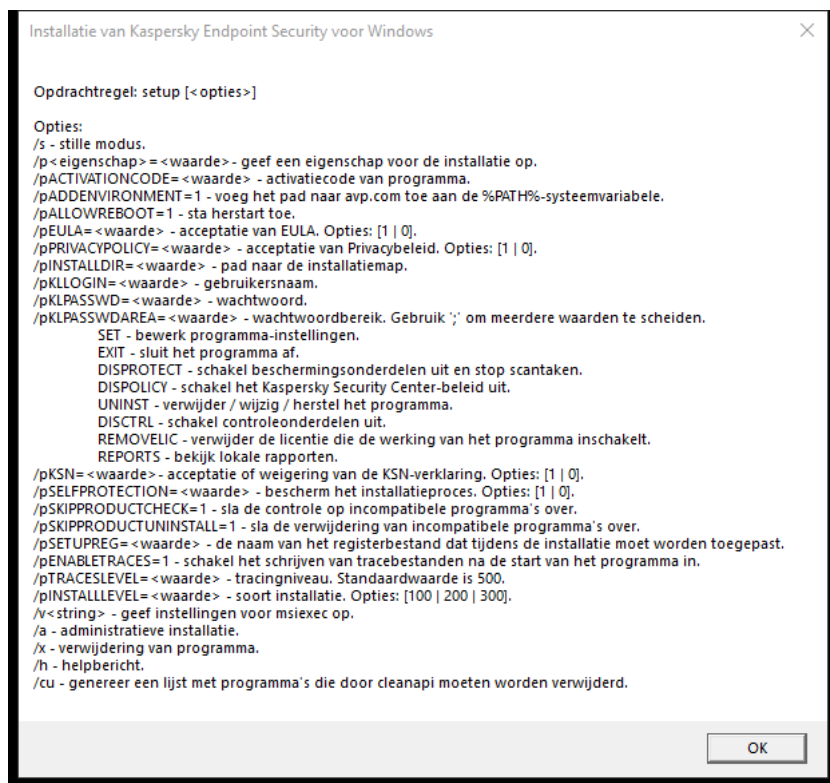 Installatie van Kaspersky Endpoint Security voor Windows
Opdrachtregel: setup [<opties>]
Opties:
/s - stille modus.
/p<eigenschap>=<waarde>- geef een eigenschap voor de installatie op.
/pACTIVATIONCODE=<waarde> - activatiecode van programma.
/pADDENVIRONMENT=1 - voeg het pad naar avp.com toe aan de %PATH%-systeemvariabele.
/pALLOWREBOOT=1 - sta herstart toe.
/pEULA=<waarde> - acceptatie van EULA. Opties: [1 | 0].
/pPRIVACYPOLICY=<waarde> - acceptatie van Privacybeleid. Opties: [1 | 0].
/pINSTALLDIR=<waarde> - pad naar de installatiemap.
/pKLLOGIN=<waarde> - gebruikersnaam.
/pKLPASSWD=<waarde> - wachtwoord.
/pKLPASSWDAREA=<waarde> - wachtwoordbereik. Gebruik ';' om meerdere waarden te scheiden.
SET - bewerk programma-instellingen.
EXIT - sluit het programma af.
DISPROTECT - schakel beschermingsonderdelen uit en stop scantaken.
DISPOLICY - schakel het Kaspersky Security Center-beleid uit.
UNINST - verwijder / wijzig / herstel het programma.
DISCTRL - schakel controleonderdelen uit.
REMOVELIC - verwijder de licentie die de werking van het programma inschakelt.
REPORTS - bekijk lokale rapporten.
/pKSN=<waarde>- acceptatie of weigering van de KSN-verklaring. Opties: [1 | 0].
/pSELFPROTECTION=<waarde> - bescherm het installatieproces. Opties: [1 | 0].
/pSKIPPRODUCTCHECK=1 - sla de controle op incompatibele programma's over.
/pSKIPPRODUCTUNINSTALL=1 - sla de verwijdering van incompatibele programma's over.
/pSETUPREG=<waarde> - de naam van het registerbestand dat tijdens de installatie moet worden toegepast.
/pENABLETRACES=1 - schakel het schrijven van tracebestanden na de start van het programma in.
/pTRACESLEVEL=<waarde> - tracingniveau. Standaardwaarde is 500.
/pINSTALLLEVEL=<waarde> - soort installatie. Opties: [100 | 200 | 300].
/v<string> - geef instellingen voor msiexec op.
/a - administratieve installatie.
/x - verwijdering van programma.
/h - helpbericht.
/cu - genereer een lijst met programma's die door cleanapi moeten worden verwijderd.
OK